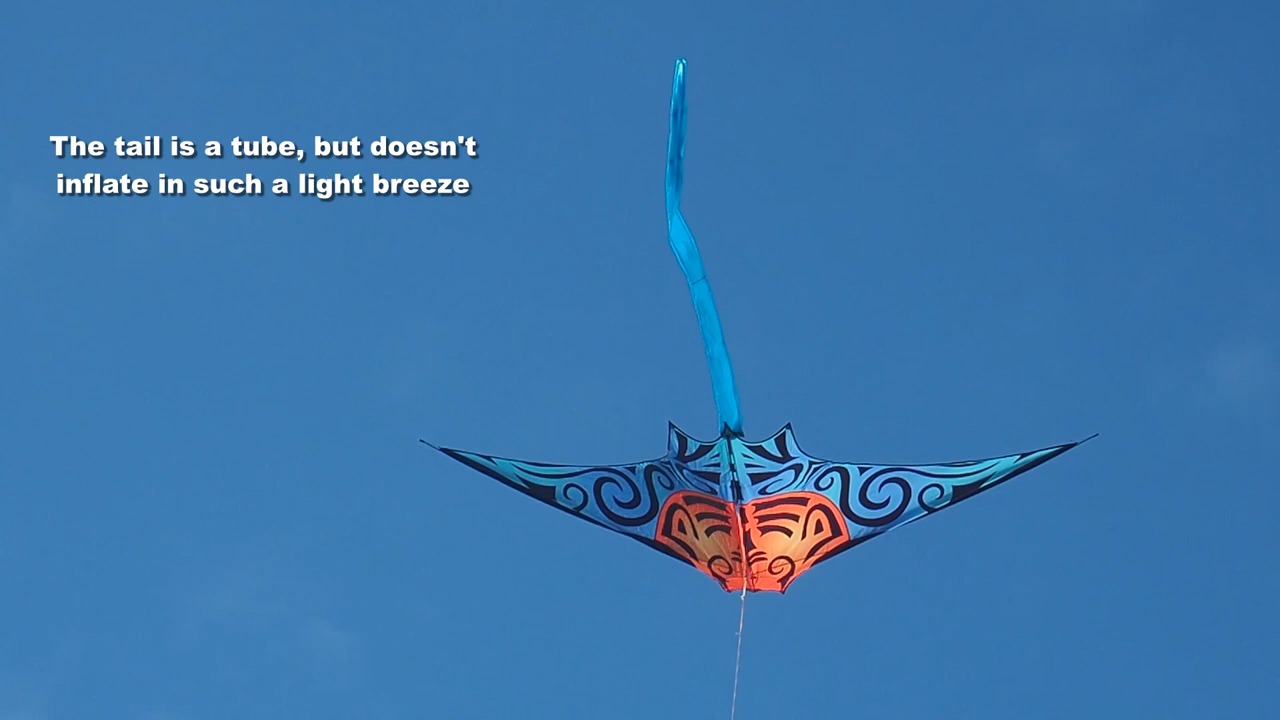 The tail is a tube, but doesn't
inflate in such a light breeze